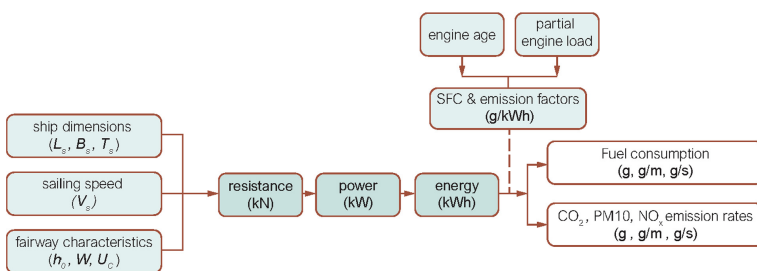 engine age
partial
engine load
SFC & emission factors
(g/kWh)
ship dimensions
(Ls, Bs, Ts)
sailing speed
(Vs)
fairway characteristics
(h0, W, Uc)
resistance
(kN)
power
(kW)
energy
(kWh)
Fuel consumption
(g, g/m, g/s)
CO2, PM10, NOx emission rates
(g , g/m , g/s)